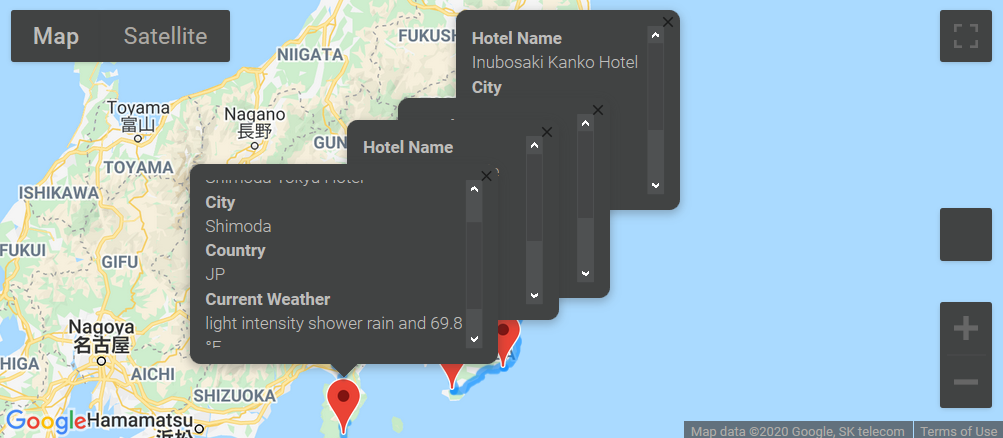 Map
Satellite
FUKUSH
NIIGATA
Toyama
富山
Nagano
長野
GUN
TOYAMA
ISHIKAWA
FUKUI
GIFU
Nagoya
名古屋
HIGA
AICHI
SHIZUOKA
Hamamatsu
浜松
Hotel Name
Inubosaki Kanko Hotel
City
Hotel Name
Shimoda Tokyu Hotel
City
Shimoda
Country
JP
Current Weather
light intensity shower rain and 69.8
°F
Google
Map data ©2020 Google, SK telecom
Terms of Use